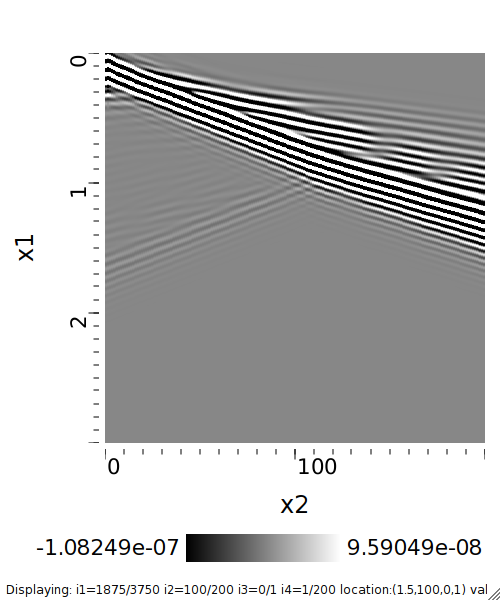 0
1
2
x1
0
100
x2
-1.08249e-07
9.59049e-08
Displaying: i1=1875/3750 i2=100/200 i3=0/1 i4=1/200 location:(1.5,100,0,1) val